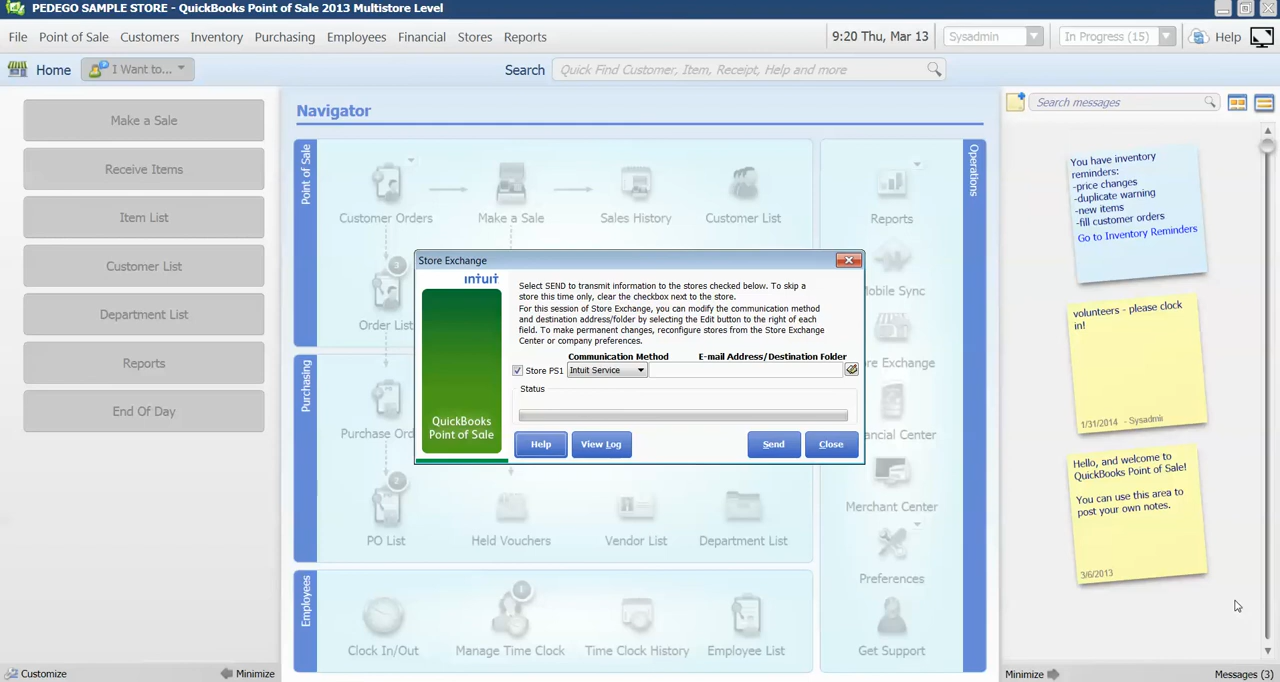 PEDEGO SAMPLE STORE - QuickBooks Point of Sale 2013 Multistore Level
File Point of Sale Customers Inventory Purchasing Employees Financial Stores Reports
9:20 Thu, Mar 13 Sysadmin In Progress (15) Help
Home I Want to...
Search Quick Find Customer, Item, Receipt, Help and more
Make a Sale
Receive Items
Item List
Customer List
Department List
Reports
End Of Day
Customize Minimize
Navigator
Point of Sale
Customer Orders Make a Sale Sales History Customer List
1
Order List
Purchasing
Purchase Ord
2
PO List Held Vouchers Vendor List Department List
Employees
1
Clock In/Out Manage Time Clock Time Clock History Employee List
Operations
Reports
Mobile Sync
re Exchange
ancial Center
Merchant Center
Preferences
Get Support
Store Exchange
intuit
QuickBooks
Point of Sale
Select SEND to transmit information to the stores checked below. To skip a
store this time only, clear the checkbox next to the store.
For this session of Store Exchange, you can modify the communication method
and destination address/folder by selecting the Edit button to the right of each
field. To make permanent changes, reconfigure stores from the Store Exchange
Center or company preferences.
Communication Method E-mail Address/Destination Folder
Store PS1 Intuit Service
Status
Help View Log Send Close
Search messages
You have inventory
reminders:
-price changes
-duplicate warning
-new items
-fill customer orders
Go to Inventory Reminders
volunteers - please clock
in!
1/31/2014 - Sysadmin
Hello, and welcome to
QuickBooks Point of Sale!
You can use this area to
post your own notes.
3/6/2013
Minimize Messages (3)